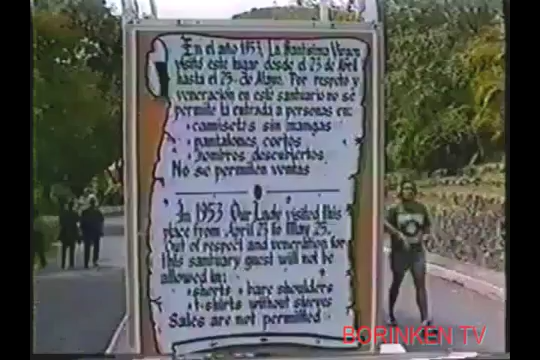 En el año 1953, La Santísima Virgen
visitó este lugar desde el 23 de Abril
hasta el 25 de Mayo. Por respeto y
veneración en este santuario no se
permite la entrada a personas en:
• camisetas sin mangas
• pantalones cortos
• hombros descubiertos
No se permiten ventas
In 1953 Our Lady visited this
place from April 23 to May 25.
Out of respect and veneration for
this santuary guest will not be
allowed in:
• shorts • bare shoulders
• t-shirts without sleeves
Sales are not permitted
BORINKEN TV